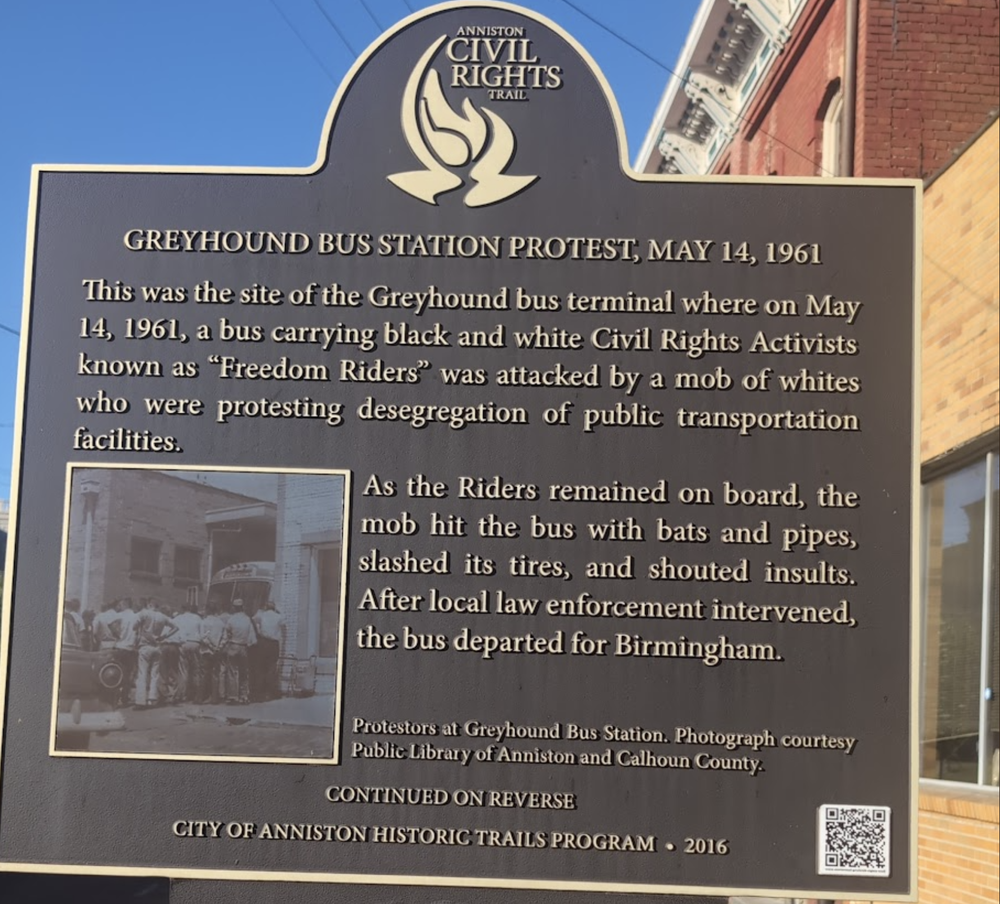 ANNISTON
CIVIL
RIGHTS
TRAIL
GREYHOUND BUS STATION PROTEST, MAY 14, 1961
This was the site of the Greyhound bus terminal where on May
14, 1961, a bus carrying black and white Civil Rights Activists
known as “Freedom Riders” was attacked by a mob of whites
who were protesting desegregation of public transportation
facilities.
As the Riders remained on board, the
mob hit the bus with bats and pipes,
slashed its tires, and shouted insults.
After local law enforcement intervened,
the bus departed for Birmingham.
Protestors at Greyhound Bus Station. Photograph courtesy
Public Library of Anniston and Calhoun County.
CONTINUED ON REVERSE
CITY OF ANNISTON HISTORIC TRAILS PROGRAM • 2016